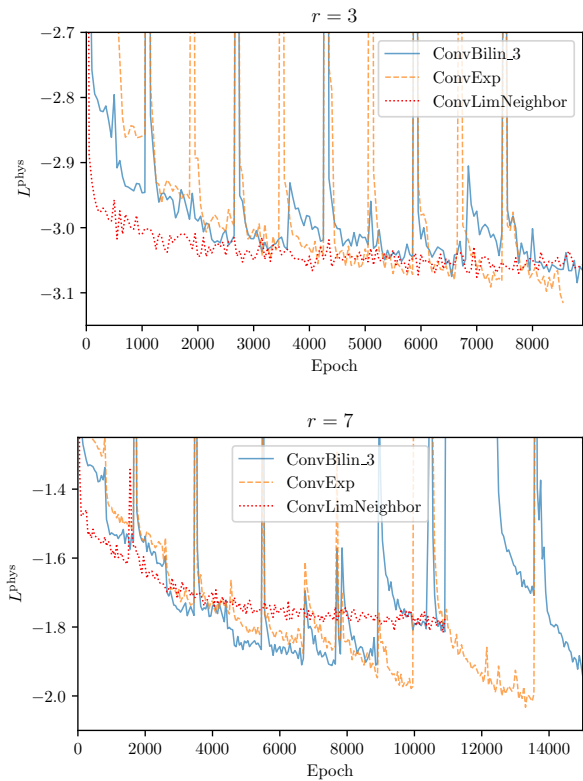 r = 3
−2.7
−2.8
−2.9
−3.0
−3.1
L^phys
ConvBilin_3
ConvExp
ConvLimNeighbor
0 1000 2000 3000 4000 5000 6000 7000 8000
Epoch
r = 7
−1.4
−1.6
−1.8
−2.0
L^phys
ConvBilin_3
ConvExp
ConvLimNeighbor
0 2000 4000 6000 8000 10000 12000 14000
Epoch